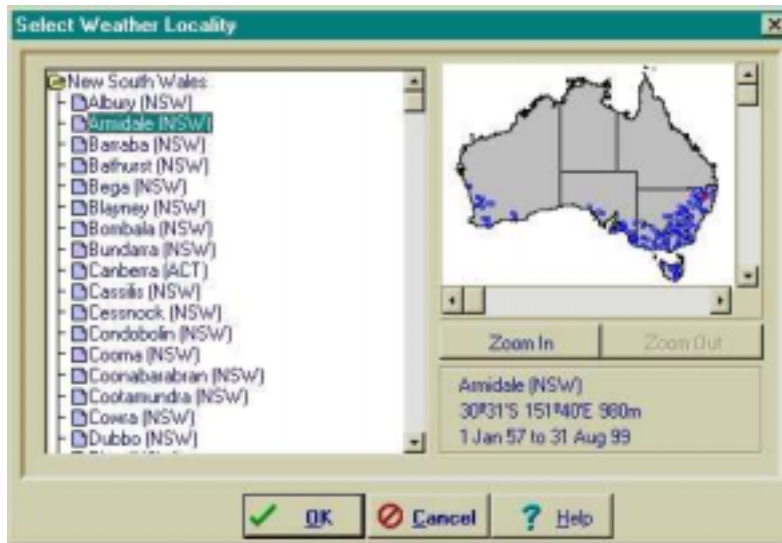 Select Weather Locality
New South Wales
Albury (NSW)
Armidale (NSW)
Barraba (NSW)
Bathurst (NSW)
Bega (NSW)
Blayney (NSW)
Bombala (NSW)
Bundarra (NSW)
Canberra (ACT)
Cassilis (NSW)
Cessnock (NSW)
Condobolin (NSW)
Cooma (NSW)
Coonabarabran (NSW)
Cootamundra (NSW)
Cowra (NSW)
Dubbo (NSW)
Zoom In
Zoom Out
Armidale (NSW)
30°31'S 151°40'E 980m
1 Jan 57 to 31 Aug 99
OK
Cancel
? Help